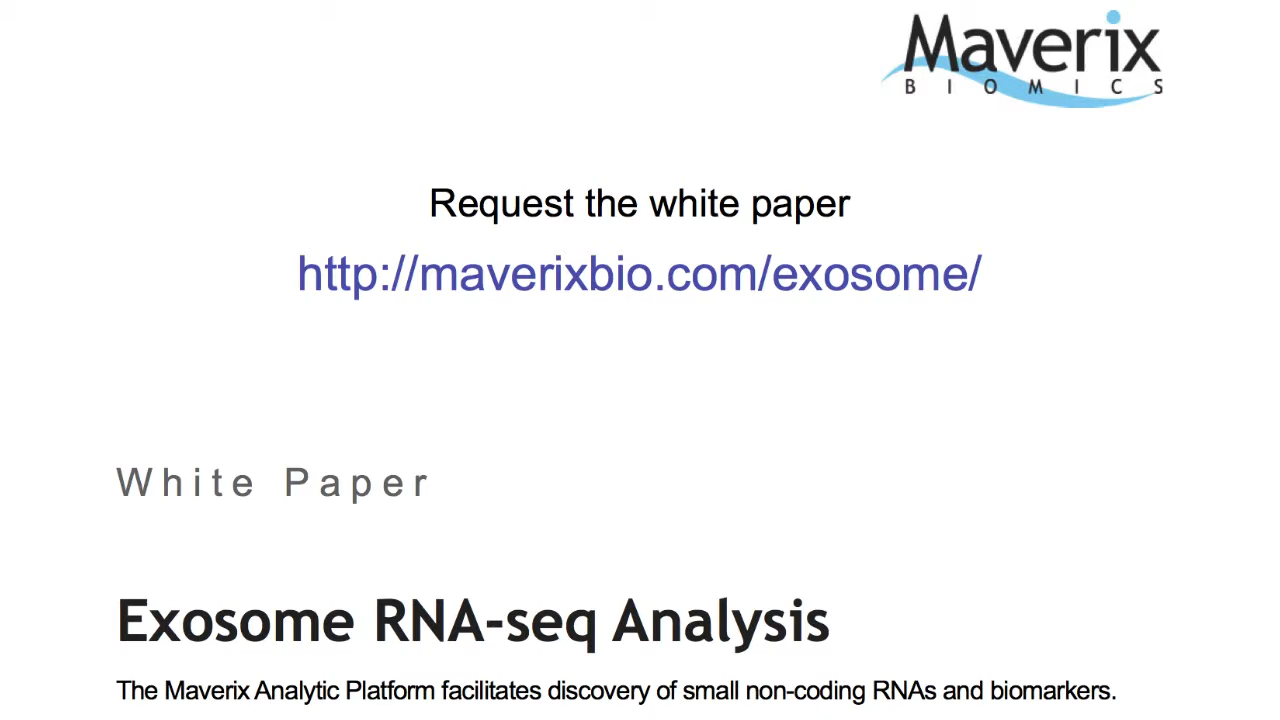 Maverix
BIOMICS
Request the white paper
http://maverixbio.com/exosome/
White Paper
Exosome RNA-seq Analysis
The Maverix Analytic Platform facilitates discovery of small non-coding RNAs and biomarkers.